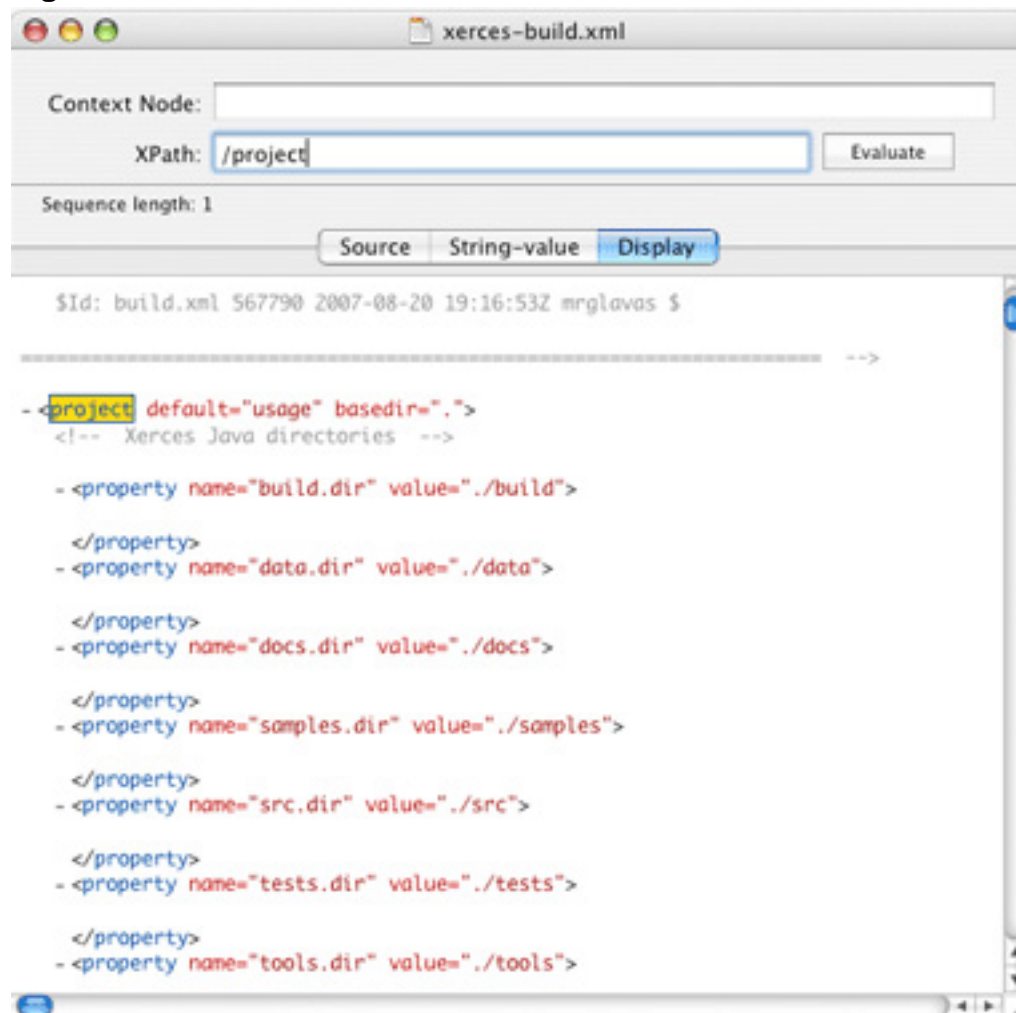 xerces-build.xml
Context Node:
XPath: /project Evaluate
Sequence length: 1
Source String-value Display
$Id: build.xml 567790 2007-08-20 19:16:53Z mrglavas $
===================================================================== -->
- <project default="usage" basedir=".">
<!-- Xerces Java directories -->
- <property name="build.dir" value="./build">
</property>
- <property name="data.dir" value="./data">
</property>
- <property name="docs.dir" value="./docs">
</property>
- <property name="samples.dir" value="./samples">
</property>
- <property name="src.dir" value="./src">
</property>
- <property name="tests.dir" value="./tests">
</property>
- <property name="tools.dir" value="./tools">